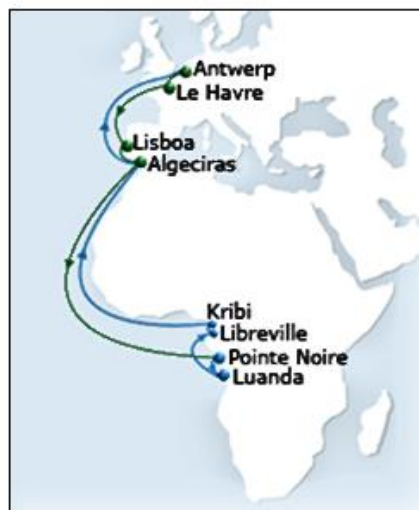 Antwerp
Le Havre
Lisboa
Algeciras
Kribi
Libreville
Pointe Noire
Luanda